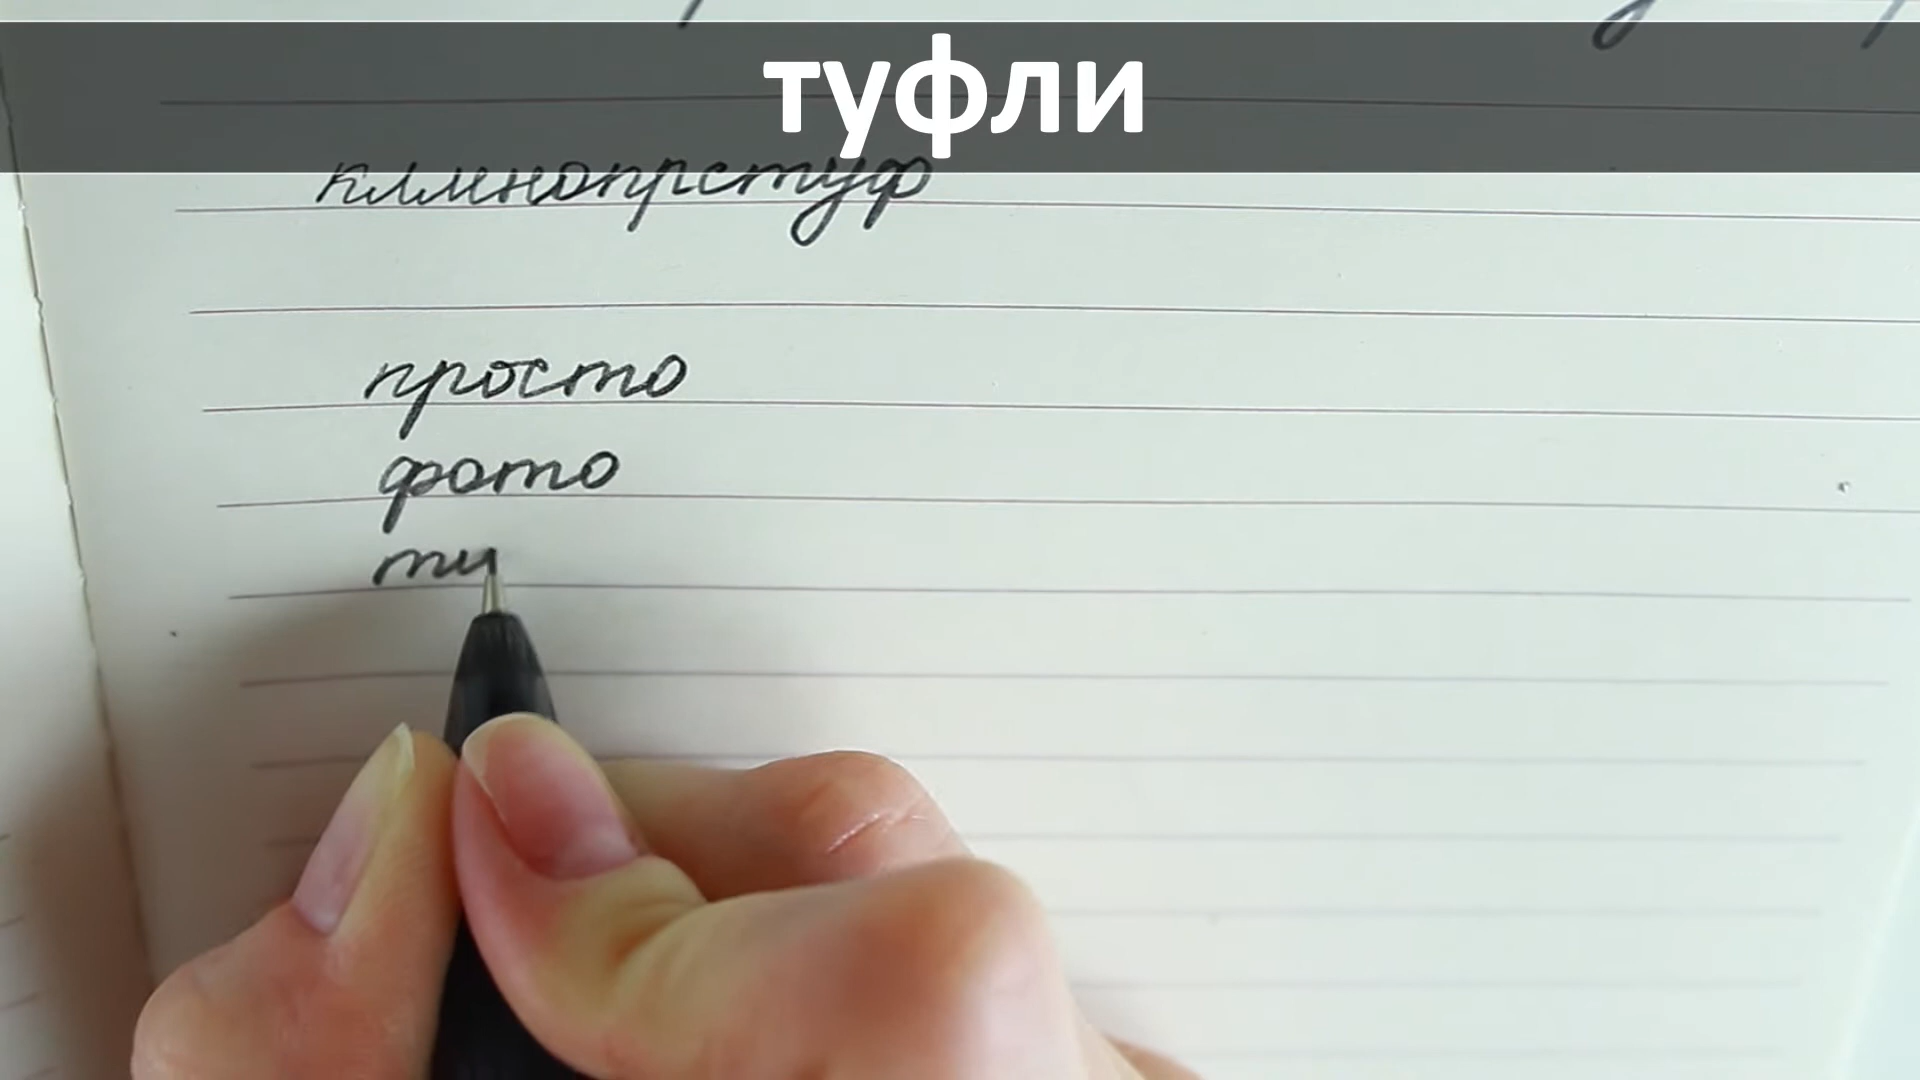 туфли
клмнопрстуф
просто
фото
ту